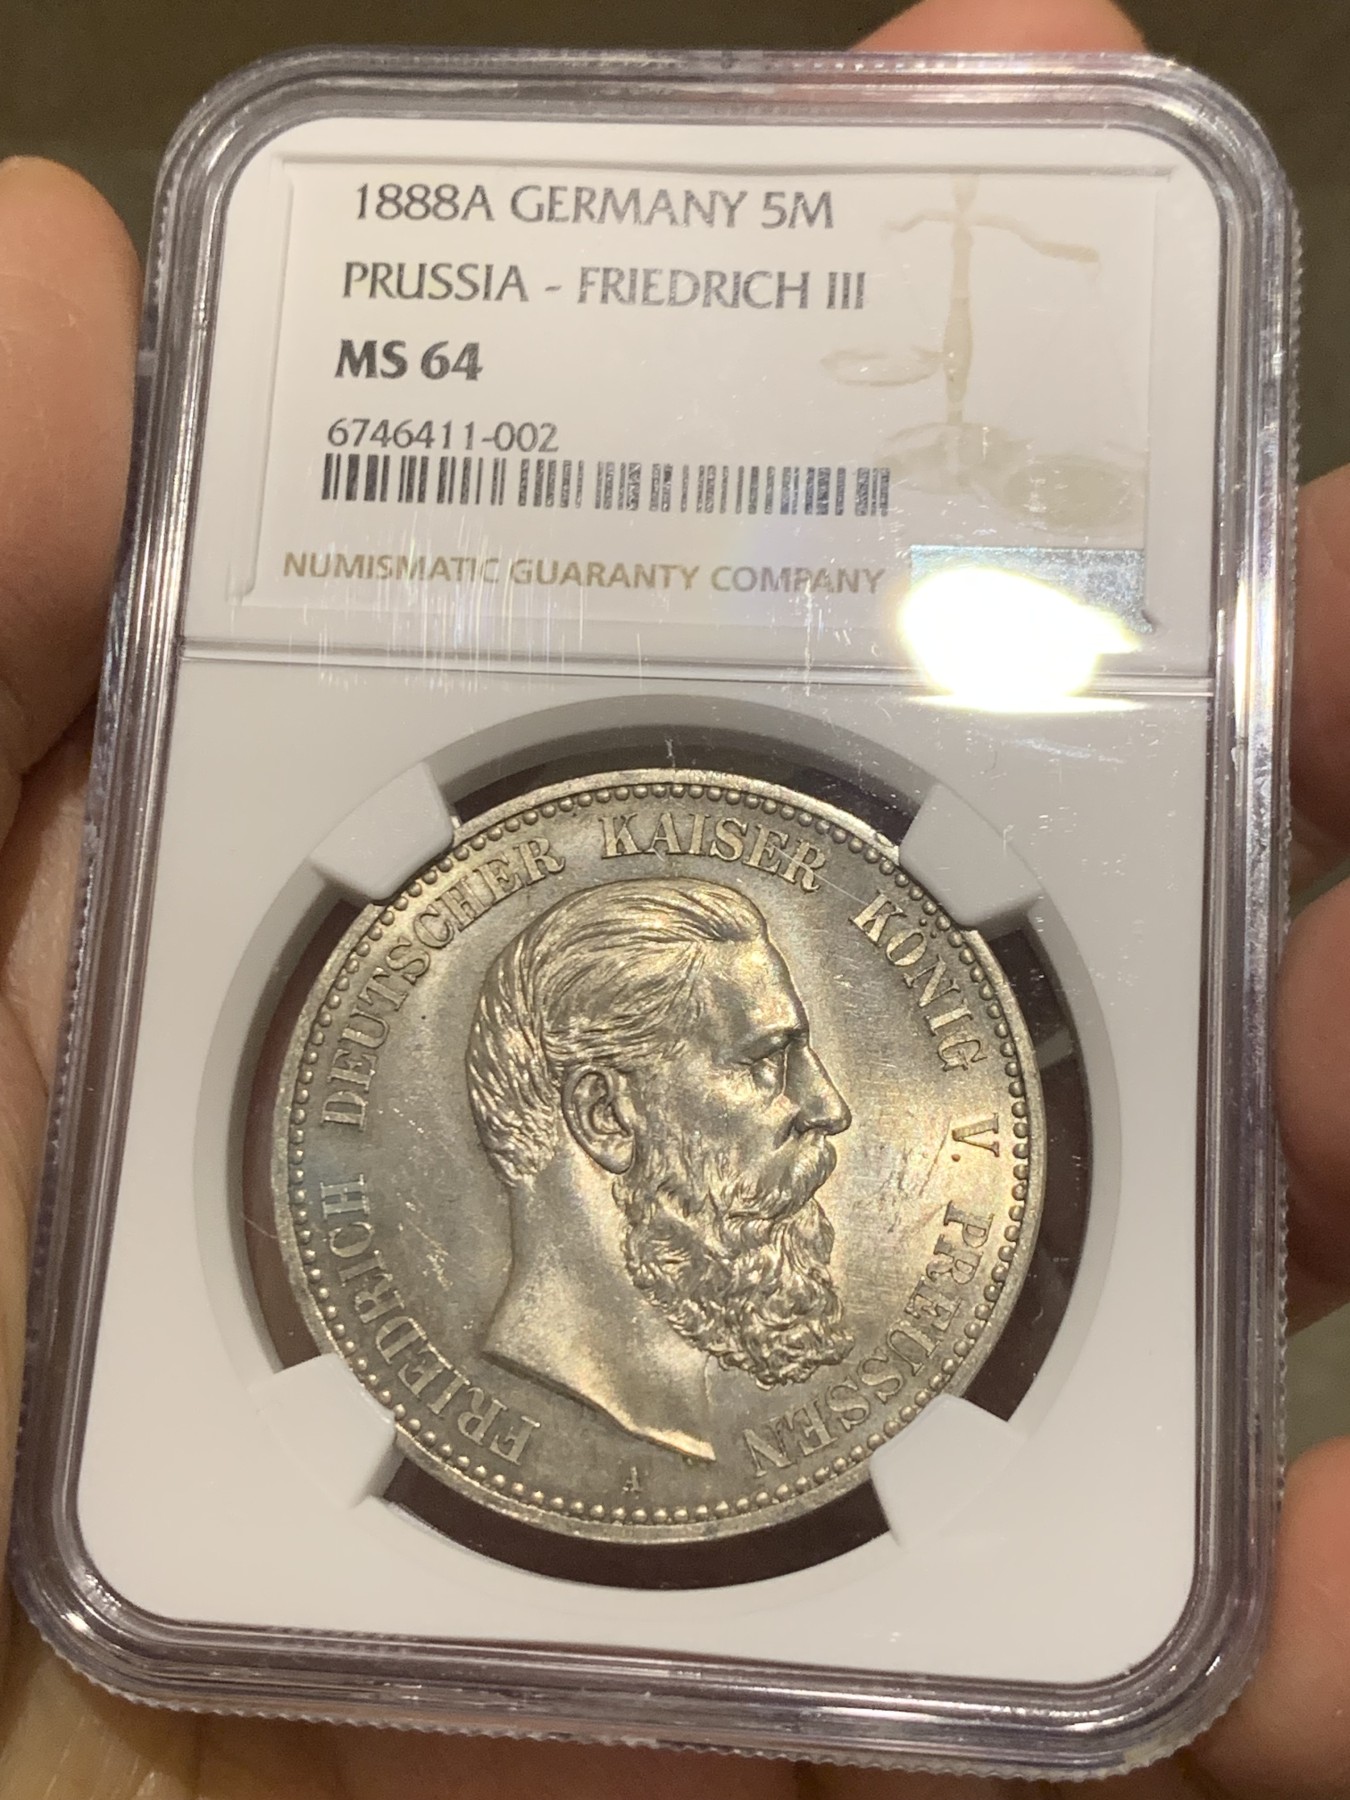 1888A GERMANY 5M
PRUSSIA - FRIEDRICH III
MS 64
6746411-002
NUMISMATIC GUARANTY COMPANY
FRIEDRICH DEUTSCHER KAISER KÖNIG V. PREUSSEN
A